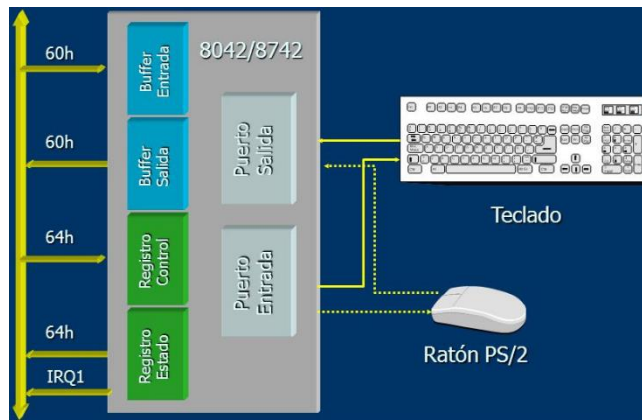 60h
60h
64h
64h
IRQ1
Buffer
Entrada
Buffer
Salida
Registro
Control
Registro
Estado
8042/8742
Puerto
Salida
Puerto
Entrada
Teclado
Ratón PS/2